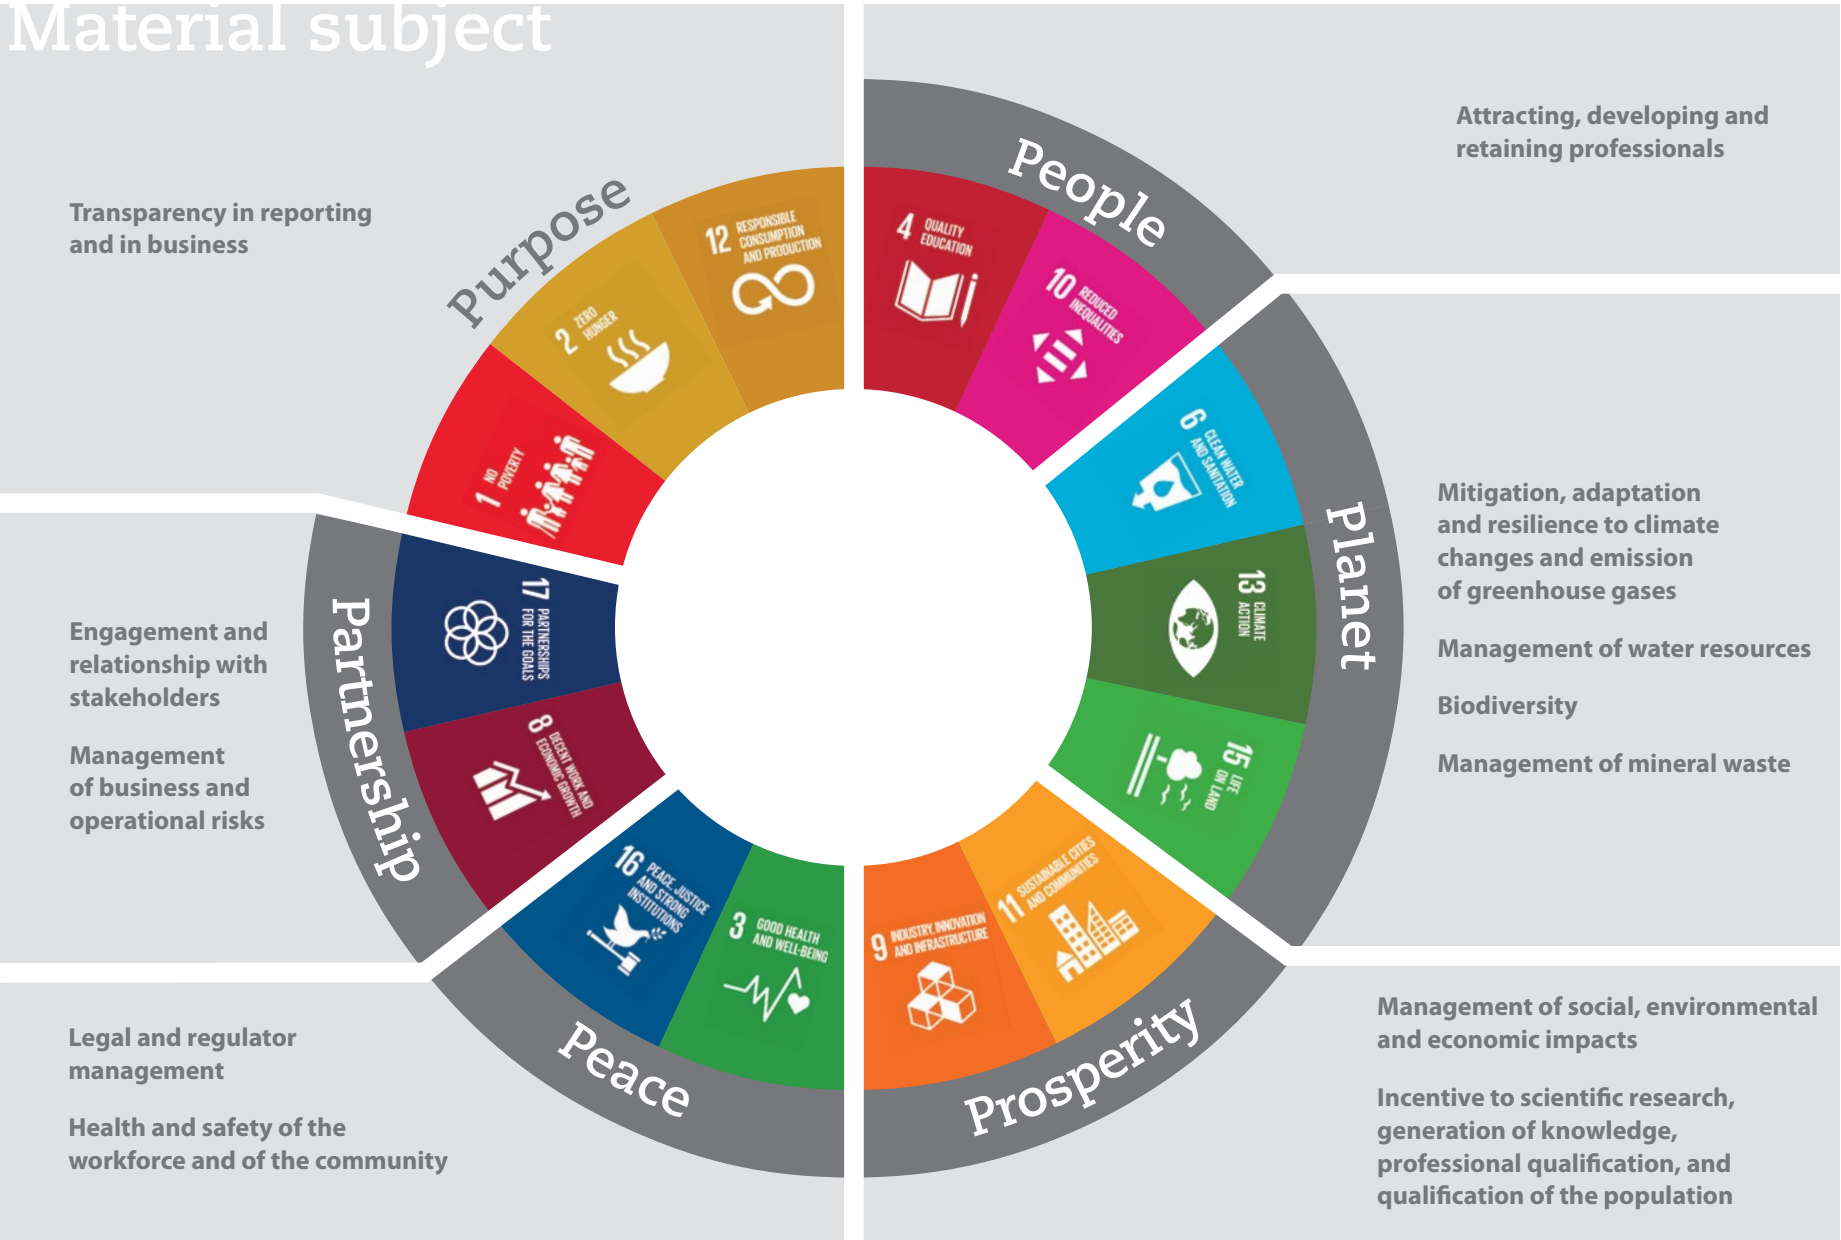 Material subject
Transparency in reporting
and in business
Purpose
1 NO
POVERTY
2 ZERO
HUNGER
12 RESPONSIBLE
CONSUMPTION
AND PRODUCTION
People
4 QUALITY
EDUCATION
10 REDUCED
INEQUALITIES
Attracting, developing and
retaining professionals
Planet
6 CLEAN WATER
AND SANITATION
13 CLIMATE
ACTION
15 LIFE
ON LAND
Mitigation, adaptation
and resilience to climate
changes and emission
of greenhouse gases
Management of water resources
Biodiversity
Management of mineral waste
Prosperity
11 SUSTAINABLE CITIES
AND COMMUNITIES
9 INDUSTRY, INNOVATION
AND INFRASTRUCTURE
Management of social, environmental
and economic impacts
Incentive to scientific research,
generation of knowledge,
professional qualification, and
qualification of the population
Peace
3 GOOD HEALTH
AND WELL-BEING
16 PEACE, JUSTICE
AND STRONG
INSTITUTIONS
Legal and regulator
management
Health and safety of the
workforce and of the community
Partnership
8 DECENT WORK AND
ECONOMIC GROWTH
17 PARTNERSHIPS
FOR THE GOALS
Engagement and
relationship with
stakeholders
Management
of business and
operational risks